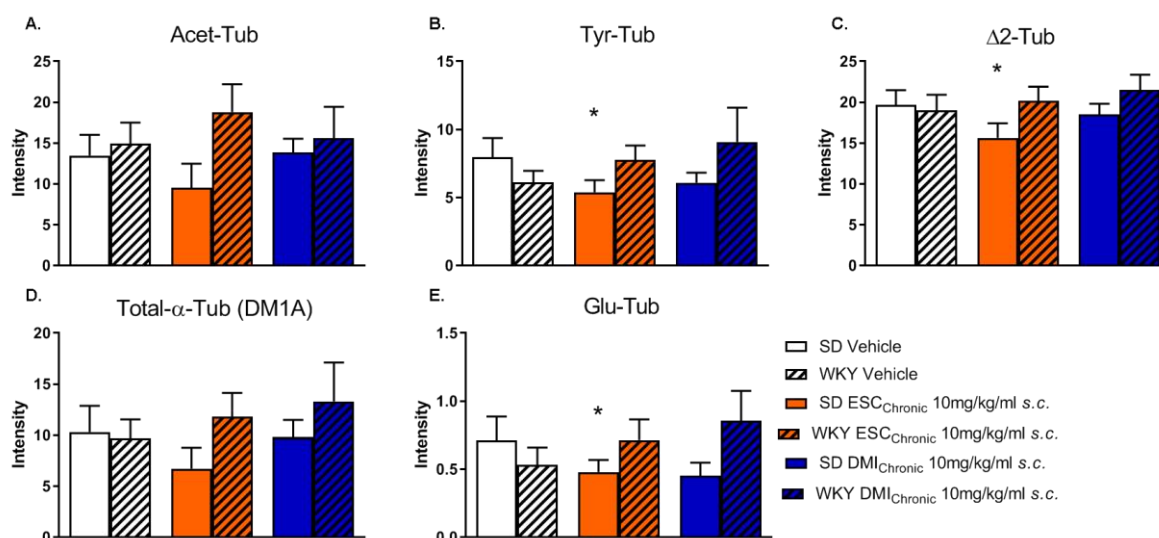 A.
Acet-Tub
Intensity
25
20
15
10
5
0
B.
Tyr-Tub
Intensity
15
10
5
0
*
C.
Δ2-Tub
Intensity
25
20
15
10
5
0
*
D.
Total-α-Tub (DM1A)
Intensity
20
15
10
5
0
E.
Glu-Tub
Intensity
1.5
1.0
0.5
0.0
*
SD Vehicle
WKY Vehicle
SD ESCChronic 10mg/kg/ml s.c.
WKY ESCChronic 10mg/kg/ml s.c.
SD DMIChronic 10mg/kg/ml s.c.
WKY DMIChronic 10mg/kg/ml s.c.